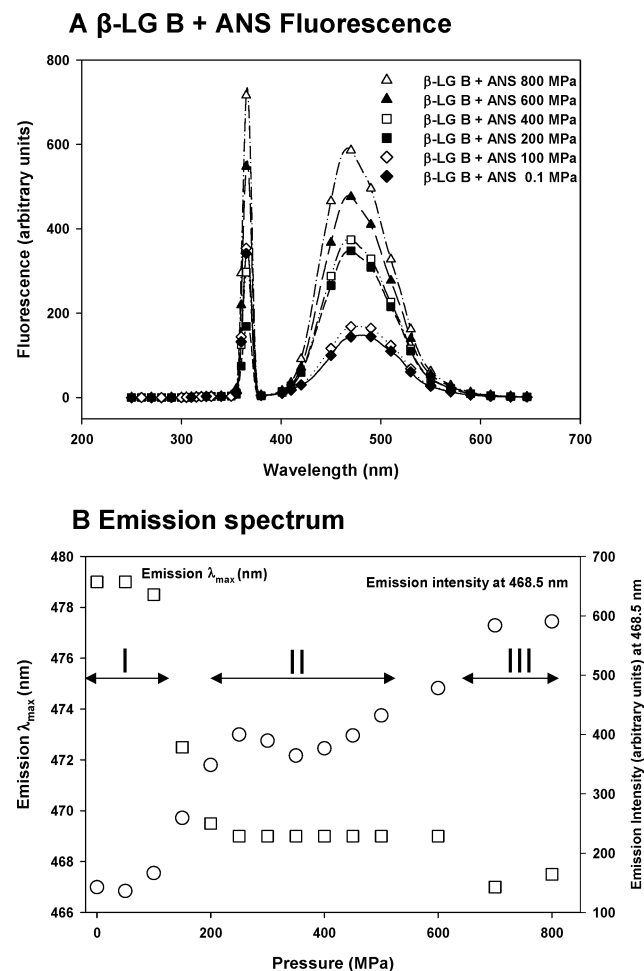 A β-LG B + ANS Fluorescence
800
600
400
200
0
Fluorescence (arbitrary units)
β-LG B + ANS 800 MPa
β-LG B + ANS 600 MPa
β-LG B + ANS 400 MPa
β-LG B + ANS 200 MPa
β-LG B + ANS 100 MPa
β-LG B + ANS 0.1 MPa
200 300 400 500 600 700
Wavelength (nm)
B Emission spectrum
480
478
476
474
472
470
468
466
Emission λmax (nm)
Emission λmax (nm)
Emission intensity at 468.5 nm
I II III
700
600
500
400
300
200
100
Emission Intensity (arbitrary units) at 468.5 nm
0 200 400 600 800
Pressure (MPa)